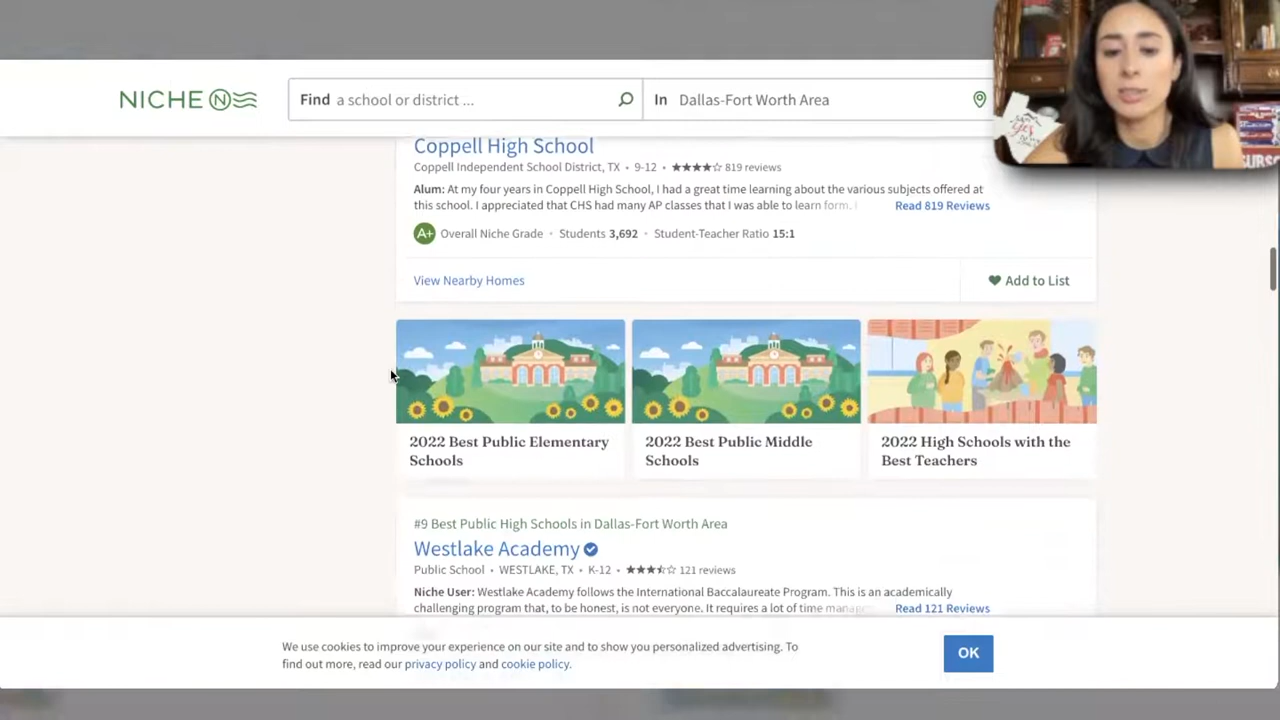 NICHE N
Find a school or district ...
In Dallas-Fort Worth Area
yes
SUBSC
Coppell High School
Coppell Independent School District, TX • 9-12 • ★★★★☆ 819 reviews
Alum: At my four years in Coppell High School, I had a great time learning about the various subjects offered at
this school. I appreciated that CHS had many AP classes that I was able to learn form. I
Read 819 Reviews
A+ Overall Niche Grade • Students 3,692 • Student-Teacher Ratio 15:1
View Nearby Homes
Add to List
2022 Best Public Elementary
Schools
2022 Best Public Middle
Schools
2022 High Schools with the
Best Teachers
#9 Best Public High Schools in Dallas-Fort Worth Area
Westlake Academy
Public School • WESTLAKE, TX • K-12 • 121 reviews
Niche User: Westlake Academy follows the International Baccalaureate Program. This is an academically
challenging program that, to be honest, is not everyone. It requires a lot of time
Read 121 Reviews
We use cookies to improve your experience on our site and to show you personalized advertising. To
find out more, read our privacy policy and cookie policy.
OK